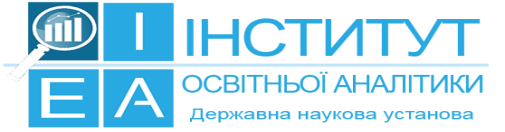 І ІНСТИТУТ
ЕА ОСВІТНЬОЇ АНАЛІТИКИ
Державна наукова установа